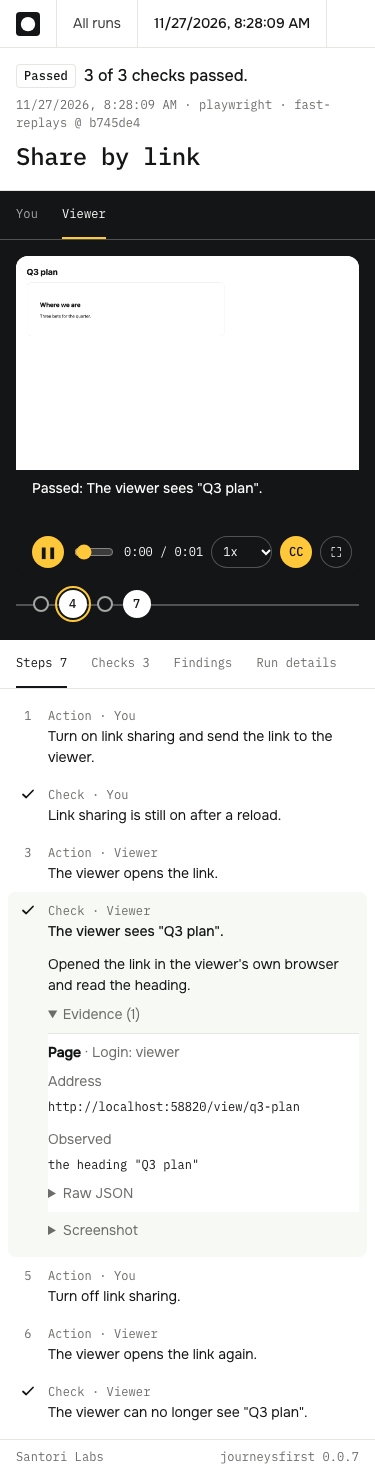 All runs
11/27/2026, 8:28:09 AM
Passed 3 of 3 checks passed.
11/27/2026, 8:28:09 AM · playwright · fast-
replays @ b745de4
Share by link
You Viewer
Q3 plan
Where we are
Three bets for the quarter.
Passed: The viewer sees "Q3 plan".
0:00 / 0:01 1x CC
4 7
Steps 7 Checks 3 Findings Run details
1 Action · You
Turn on link sharing and send the link to the
viewer.
Check · You
Link sharing is still on after a reload.
3 Action · Viewer
The viewer opens the link.
Check · Viewer
The viewer sees "Q3 plan".
Opened the link in the viewer's own browser
and read the heading.
Evidence (1)
Page · Login: viewer
Address
http://localhost:58820/view/q3-plan
Observed
the heading "Q3 plan"
Raw JSON
Screenshot
5 Action · You
Turn off link sharing.
6 Action · Viewer
The viewer opens the link again.
Check · Viewer
The viewer can no longer see "Q3 plan".
Santori Labs journeysfirst 0.0.7